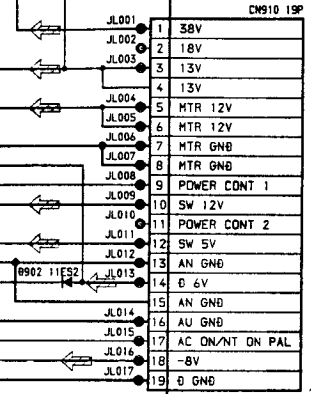 CN910 19P
JL001 1 38V
JL002 2 18V
JL003 3 13V
4 13V
JL004 5 MTR 12V
JL005 6 MTR 12V
JL006 7 MTR GND
JL007 8 MTR GND
JL008 9 POWER CONT 1
JL009 10 SW 12V
JL010 11 POWER CONT 2
JL011 12 SW 5V
JL012 13 AN GND
D902 11ES2 JL013 14 D 6V
15 AN GND
JL014 16 AU GND
JL015 17 AC ON/NT ON PAL
JL016 18 -8V
JL017 19 D GND